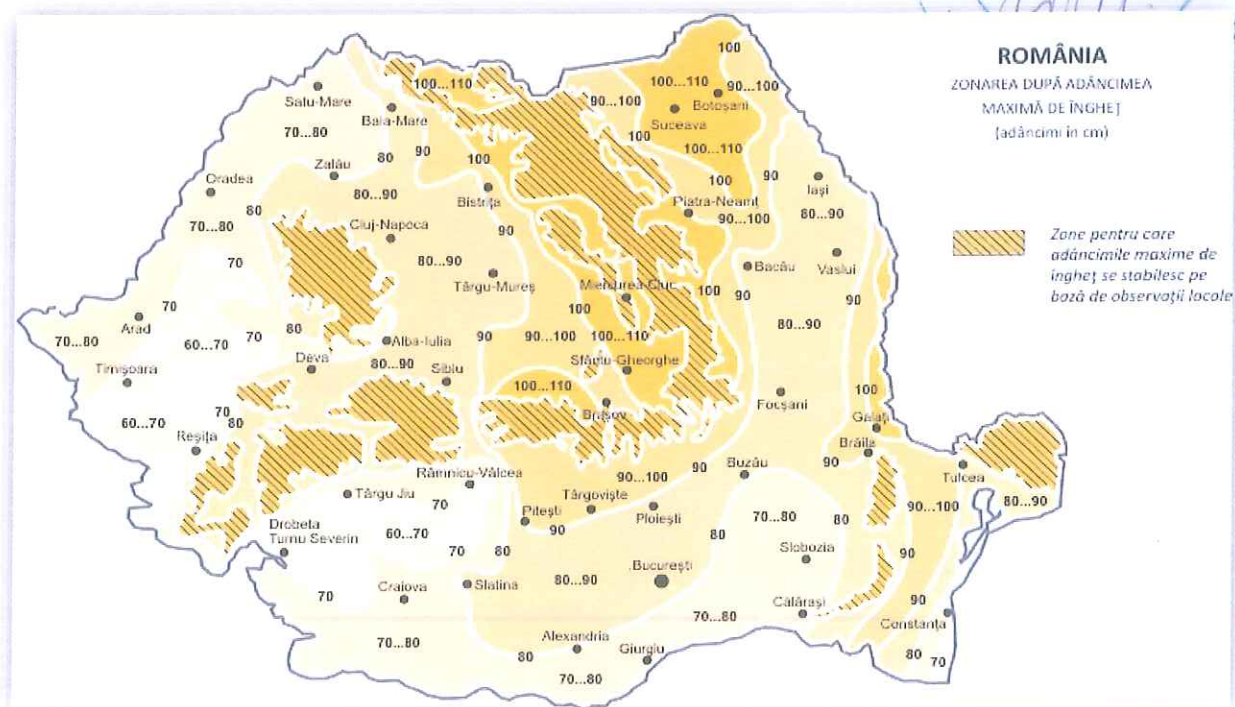 ROMÂNIA
ZONAREA DUPĂ ADÂNCIMEA
MAXIMĂ DE ÎNGHEȚ
(adâncimi în cm)
Zone pentru care
adâncimile maxime de
îngheț se stabilesc pe
bază de observații locale
100
100...110
100...110
90...100
90...100
Satu-Mare
Baia-Mare
Botoșani
Suceava
70...80
80
90
100
100
100...110
90
Zalău
Iași
Oradea
80...90
Bistrița
100
80...90
80
Piatra-Neamț
90...100
70...80
Cluj-Napoca
90
70
80...90
Bacău
Vaslui
Târgu-Mureș
Miercurea-Ciuc
100
90
90
70
100
Arad
80...90
70...80
60...70
70
80
Alba-Iulia
90
90...100
100...110
Timișoara
Deva
80...90
Sibiu
Sfântu-Gheorghe
100...110
100
Brașov
Focșani
60...70
70
80
Galați
Reșița
Brăila
Râmnicu-Vâlcea
90...100
90
Buzău
90
Tulcea
Târgu Jiu
70
Târgoviște
80...90
Pitești
Ploiești
70...80
80
90...100
Drobeta
Turnu Severin
60...70
90
80
Slobozia
70
80
90
București
Craiova
Slatina
80...90
70
Călărași
90
70...80
Constanța
70...80
Alexandria
80
Giurgiu
80
70
70...80